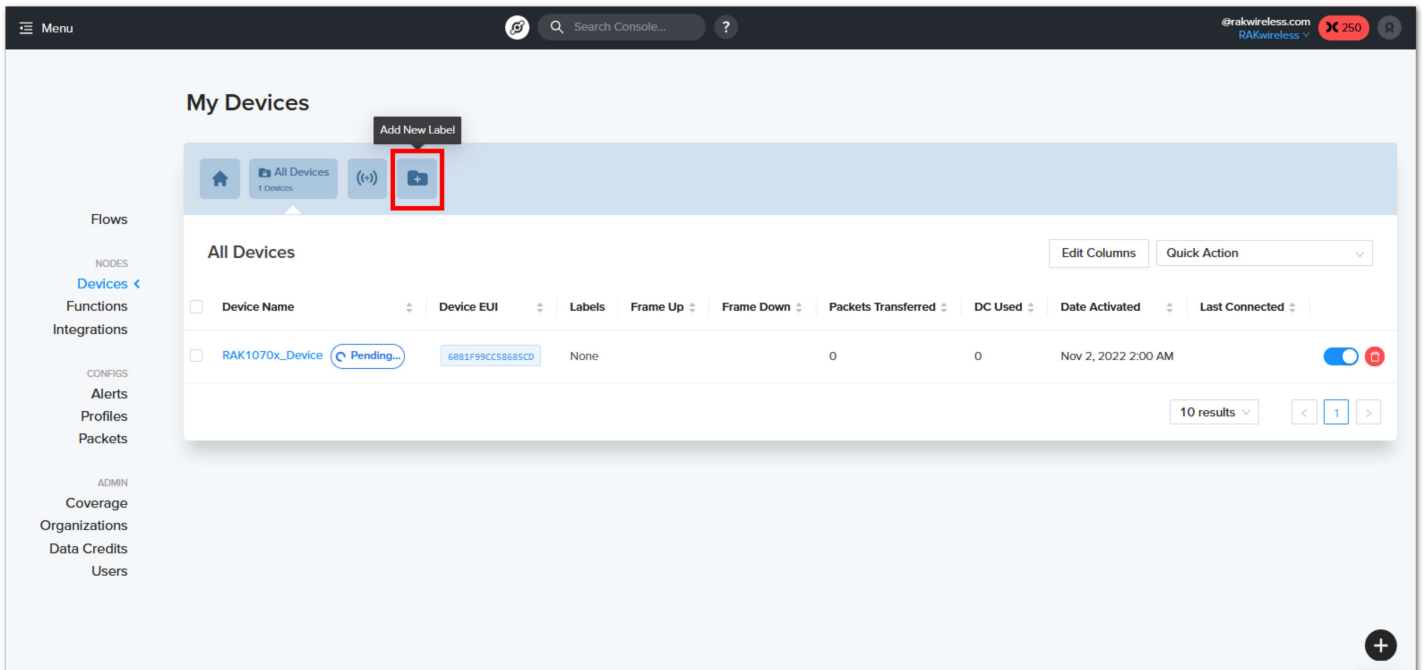 Menu
Search Console...
?
@rakwireless.com
RAKwireless
250
My Devices
Add New Label
All Devices
1 Devices
Flows
NODES
Devices
Functions
Integrations
CONFIGS
Alerts
Profiles
Packets
ADMIN
Coverage
Organizations
Data Credits
Users
All Devices
Edit Columns
Quick Action
Device Name Device EUI Labels Frame Up Frame Down Packets Transferred DC Used Date Activated Last Connected
RAK1070x_Device Pending... 6081F99CC58685CD None 0 0 Nov 2, 2022 2:00 AM
10 results
< 1 >